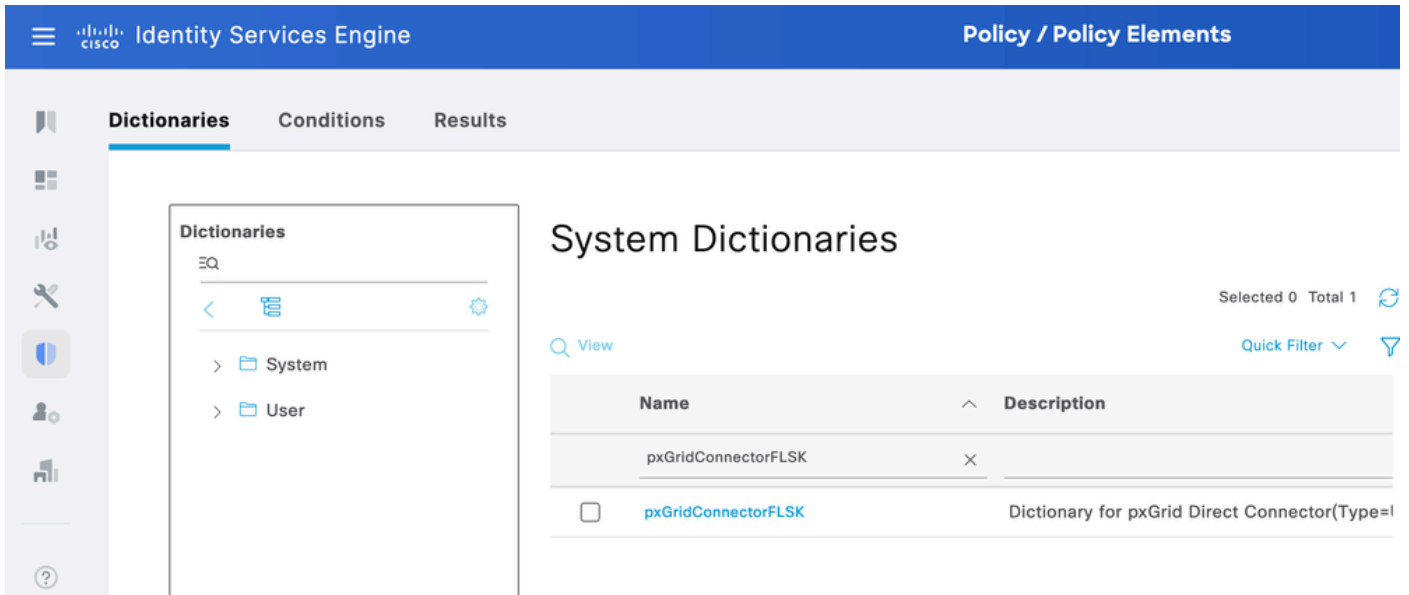 cisco Identity Services Engine
Policy / Policy Elements
Dictionaries Conditions Results
Dictionaries
System
User
System Dictionaries
Selected 0 Total 1
View
Quick Filter
Name Description
pxGridConnectorFLSK
pxGridConnectorFLSK Dictionary for pxGrid Direct Connector(Type=